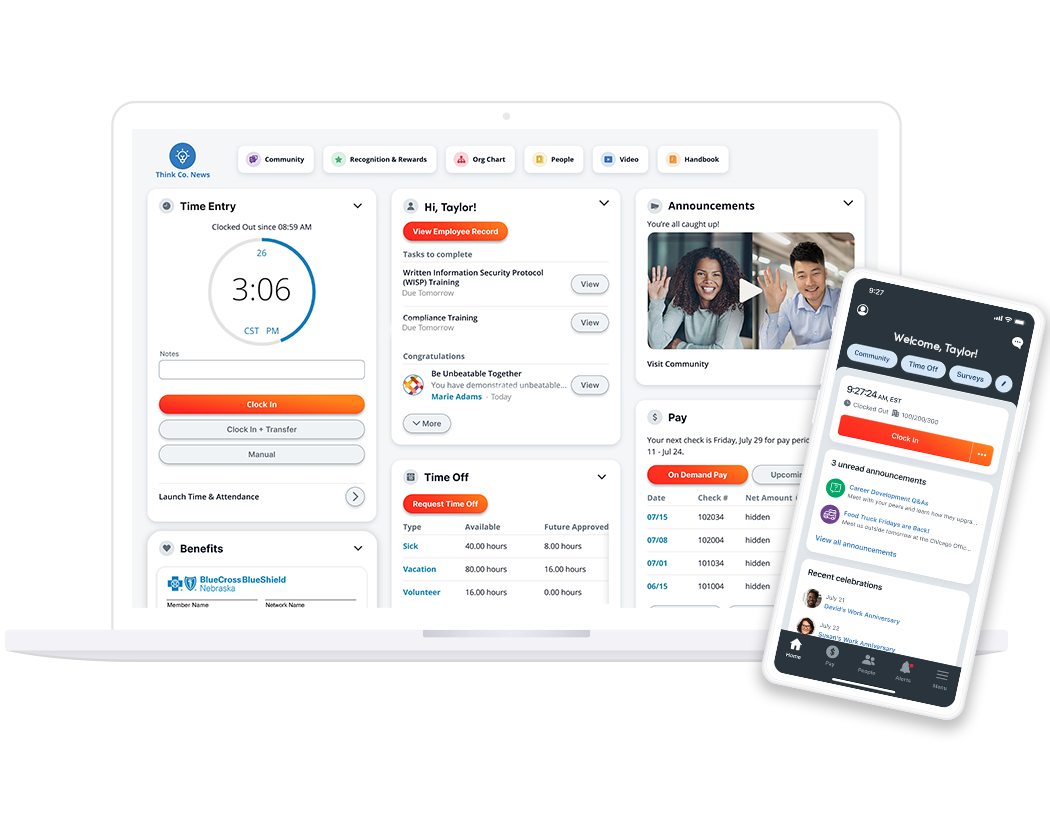 Think Co. News
Community
Recognition & Rewards
Org Chart
People
Video
Handbook
Time Entry
Clocked Out since 08:59 AM
26
3:06
CST PM
Notes
Clock In
Clock In + Transfer
Manual
Launch Time & Attendance
Benefits
BlueCross BlueShield
Nebraska
Member Name
Network Name
Hi, Taylor!
View Employee Record
Tasks to complete
Written Information Security Protocol
(WISP) Training
Due Tomorrow
View
Compliance Training
Due Tomorrow
View
Congratulations
Be Unbeatable Together
You have demonstrated unbeatable...
Marie Adams · Today
View
More
Time Off
Request Time Off
Type Available Future Approved
Sick 40.00 hours 8.00 hours
Vacation 80.00 hours 16.00 hours
Volunteer 16.00 hours 0.00 hours
Announcements
You're all caught up!
Visit Community
$ Pay
Your next check is Friday, July 29 for pay
11 - Jul 24.
On Demand Pay
Date Check # Net Amount
07/15 102034 hidden
07/08 102004 hidden
07/01 101034 hidden
06/15 101004 hidden
9:27
Welcome, Taylor!
Community
Time Off
Surveys
9:27:24 AM, EST
Clocked Out 100/200/300
Clock In
3 unread announcements
Career Development Q&As
Meet with your peers and learn how they upgra...
Food Truck Fridays are Back!
Meet us outside tomorrow at the Chicago Offic...
View all announcements
Recent celebrations
July 21
David's Work Anniversary
July 22
Susan's Work Anniversary
Home
Pay
People
Alerts
More